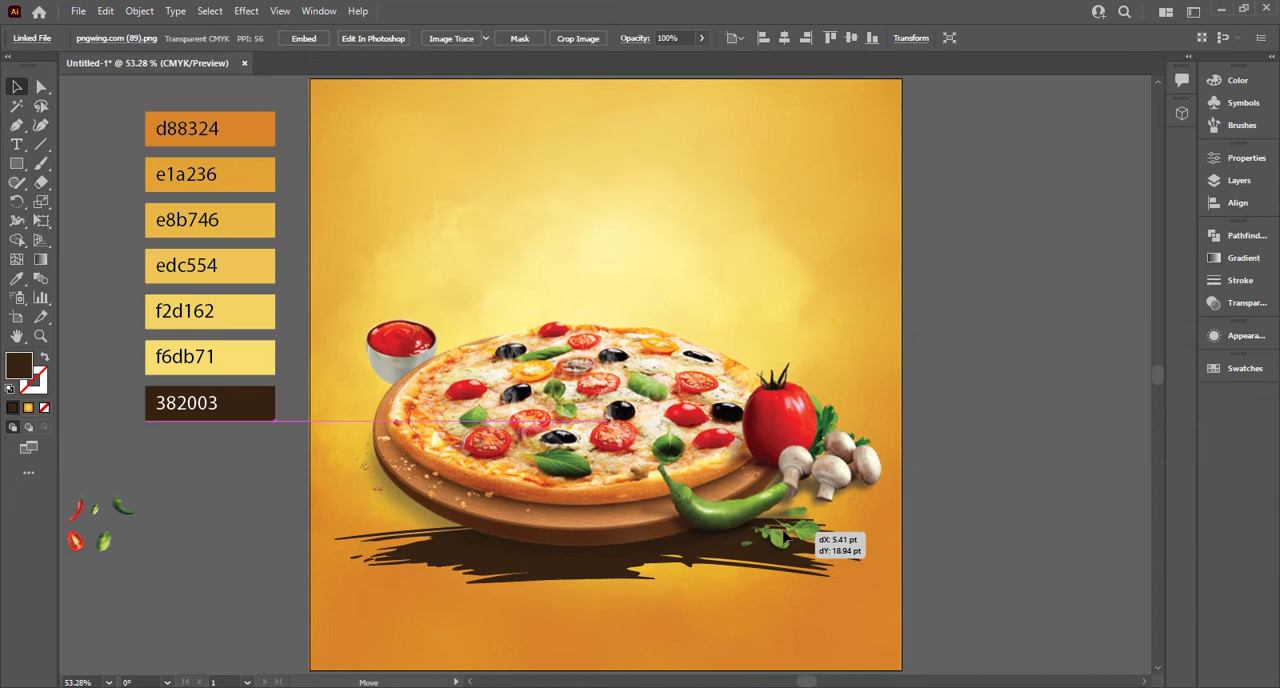 Ai File Edit Object Type Select Effect View Window Help
Linked File pngwing.com (89).png Transparent CMYK PPI: 56 Embed Edit In Photoshop Image Trace Mask Crop Image Opacity: 100% Transform
Untitled-1* @ 53.28 % (CMYK/Preview) ×
d88324
e1a236
e8b746
edc554
f2d162
f6db71
382003
dX: 5.41 pt
dY: 18.94 pt
Color
Symbols
Brushes
Properties
Layers
Align
Pathfind...
Gradient
Stroke
Transpar...
Appeara...
Swatches
53.28% 0° 1 Move